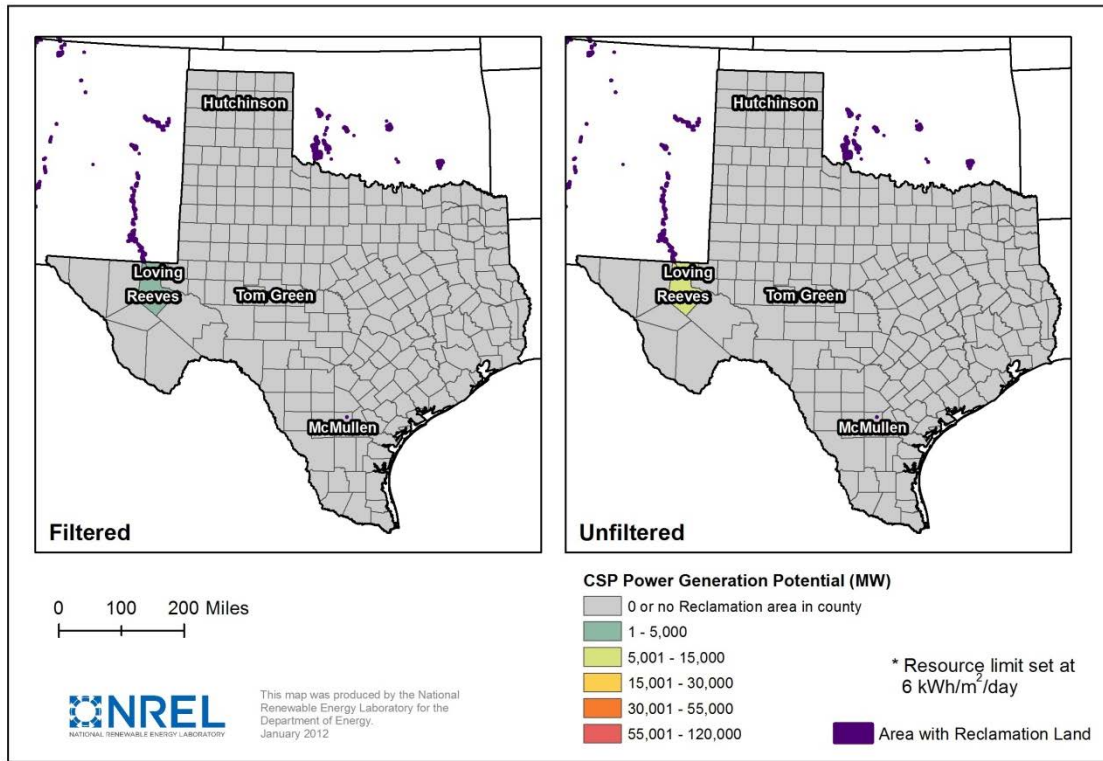 Hutchinson
Loving
Reeves
Tom Green
McMullen
Filtered
Hutchinson
Loving
Reeves
Tom Green
McMullen
Unfiltered
0 100 200 Miles
NREL
NATIONAL RENEWABLE ENERGY LABORATORY
This map was produced by the National
Renewable Energy Laboratory for the
Department of Energy.
January 2012
CSP Power Generation Potential (MW)
0 or no Reclamation area in county
1 - 5,000
5,001 - 15,000
15,001 - 30,000
30,001 - 55,000
55,001 - 120,000
* Resource limit set at
6 kWh/m²/day
Area with Reclamation Land